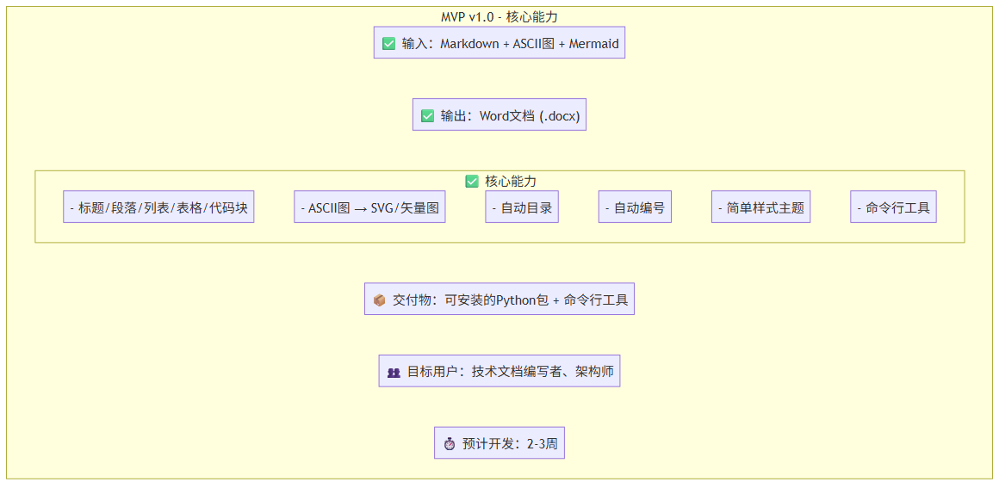 MVP v1.0 - 核心能力
✅ 输入：Markdown + ASCII图 + Mermaid
✅ 输出：Word文档 (.docx)
✅ 核心能力
- 标题/段落/列表/表格/代码块
- ASCII图 → SVG/矢量图
- 自动目录
- 自动编号
- 简单样式主题
- 命令行工具
📦 交付物：可安装的Python包 + 命令行工具
👥 目标用户：技术文档编写者、架构师
⏱️ 预计开发：2-3周